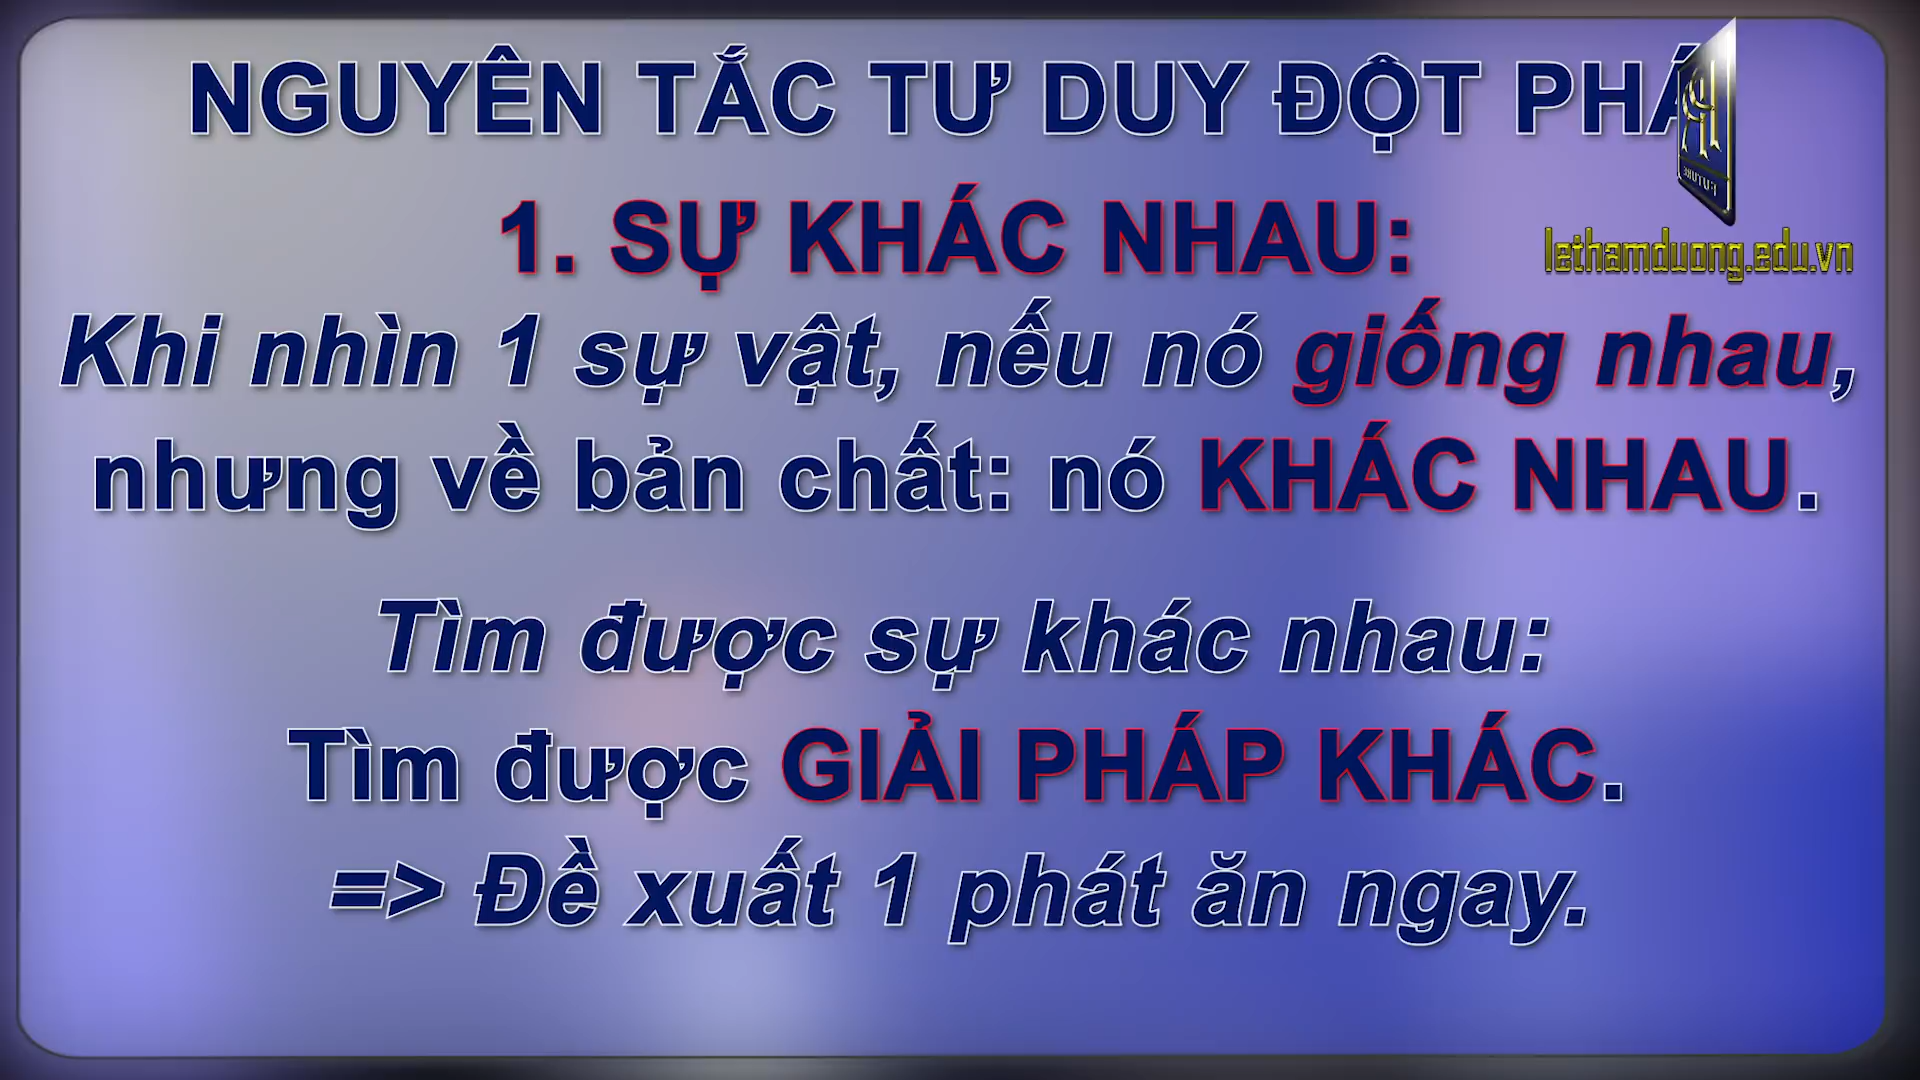 NGUYÊN TẮC TƯ DUY ĐỘT PHÁ
1. SỰ KHÁC NHAU:
lethamduong.edu.vn
Khi nhìn 1 sự vật, nếu nó giống nhau,
nhưng về bản chất: nó KHÁC NHAU.
Tìm được sự khác nhau:
Tìm được GIẢI PHÁP KHÁC.
=> Đề xuất 1 phát ăn ngay.